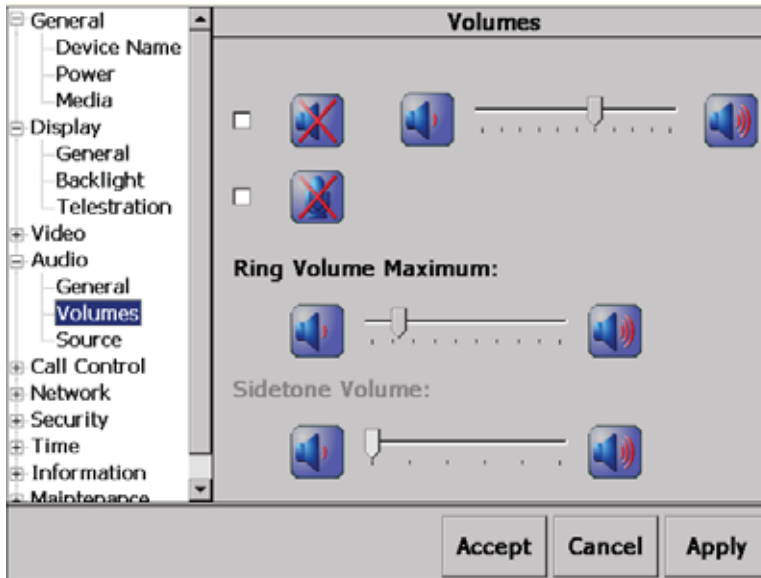 General
Device Name
Power
Media
Display
General
Backlight
Telestration
Video
Audio
General
Volumes
Source
Call Control
Network
Security
Time
Information
Maintenance
Volumes
Ring Volume Maximum:
Sidetone Volume:
Accept
Cancel
Apply